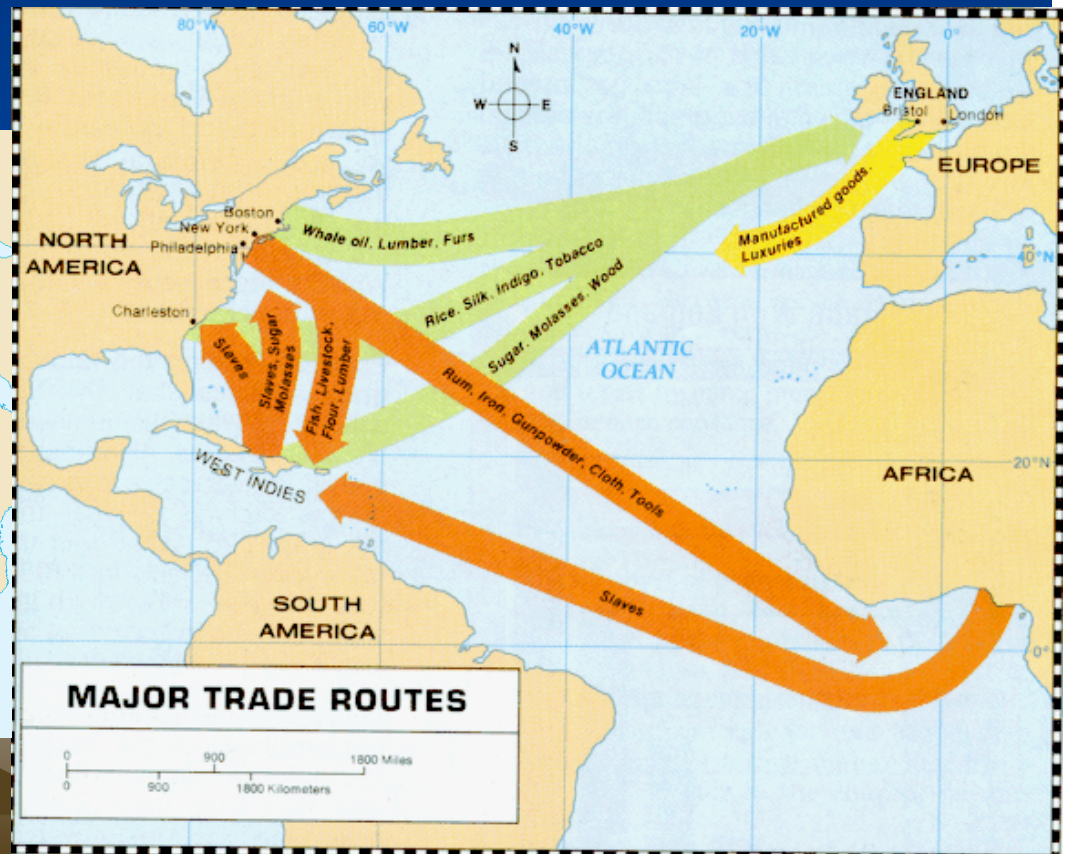 80°W
60°W
40°W
20°W
0°
N
W
E
S
ENGLAND
Bristol
London
EUROPE
Boston
New York
Philadelphia
NORTH
AMERICA
Charleston
Whale oil, Lumber, Furs
Manufactured goods,
Luxuries
40°N
Rice, Silk, Indigo, Tobacco
Sugar, Molasses, Wood
Slaves
Slaves, Sugar
Molasses
Fish, Livestock,
Flour, Lumber
ATLANTIC
OCEAN
Rum, Iron, Gunpowder, Cloth, Tools
WEST INDIES
20°N
AFRICA
Slaves
SOUTH
AMERICA
0°
MAJOR TRADE ROUTES
0
900
1800 Miles
0
900
1800 Kilometers